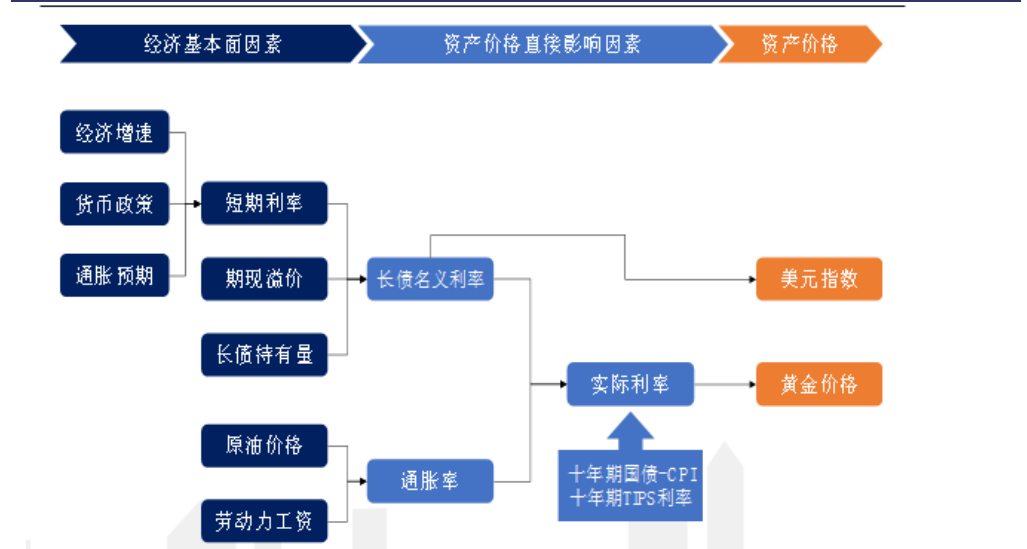 经济基本面因素
资产价格直接影响因素
资产价格
经济增速
货币政策
短期利率
通胀预期
期现溢价
长债名义利率
美元指数
长债持有量
实际利率
黄金价格
原油价格
通胀率
十年期国债-CPI
十年期TIPS利率
劳动力工资